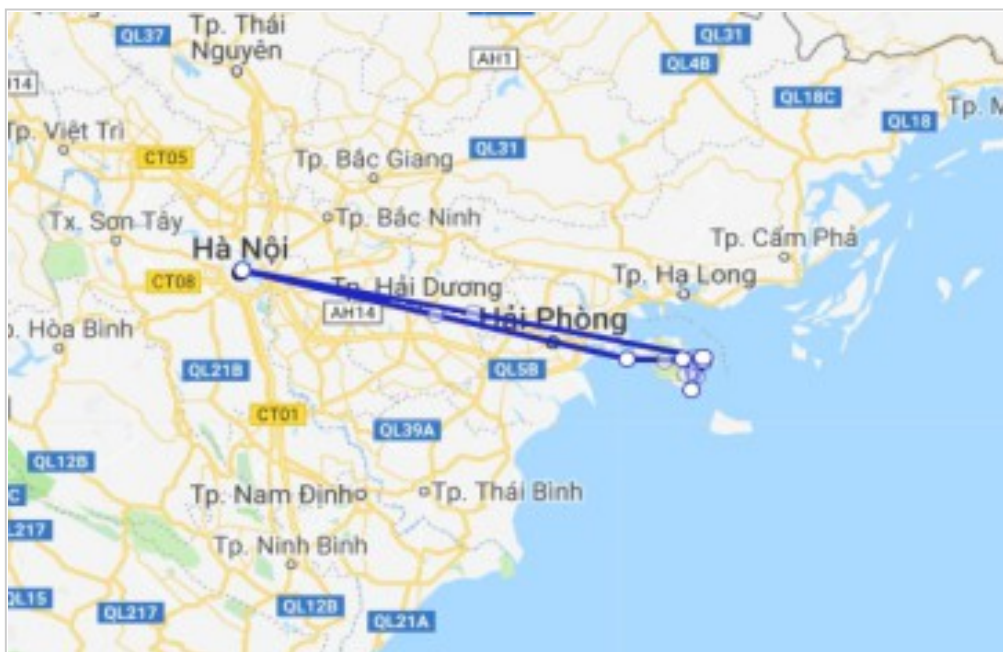 Tp. Thái
Nguyên
QL37
QL31
AH1
QL4B
014
QL18C
QL18
Tp. M
Tp. Việt Trì
CT05
QL31
Tp. Bắc Giang
Tx. Sơn Tây
Tp. Bắc Ninh
Hà Nội
Tp. Cẩm Phả
CT08
Tp. Hải Dương
Tp. Hạ Long
AH14
Hải Phòng
p. Hòa Bình
QL21B
QL5B
CT01
QL39A
QL12B
C
Tp. Nam Định
Tp. Thái Bình
L217
Tp. Ninh Bình
QL15
QL217
QL12B
QL21A